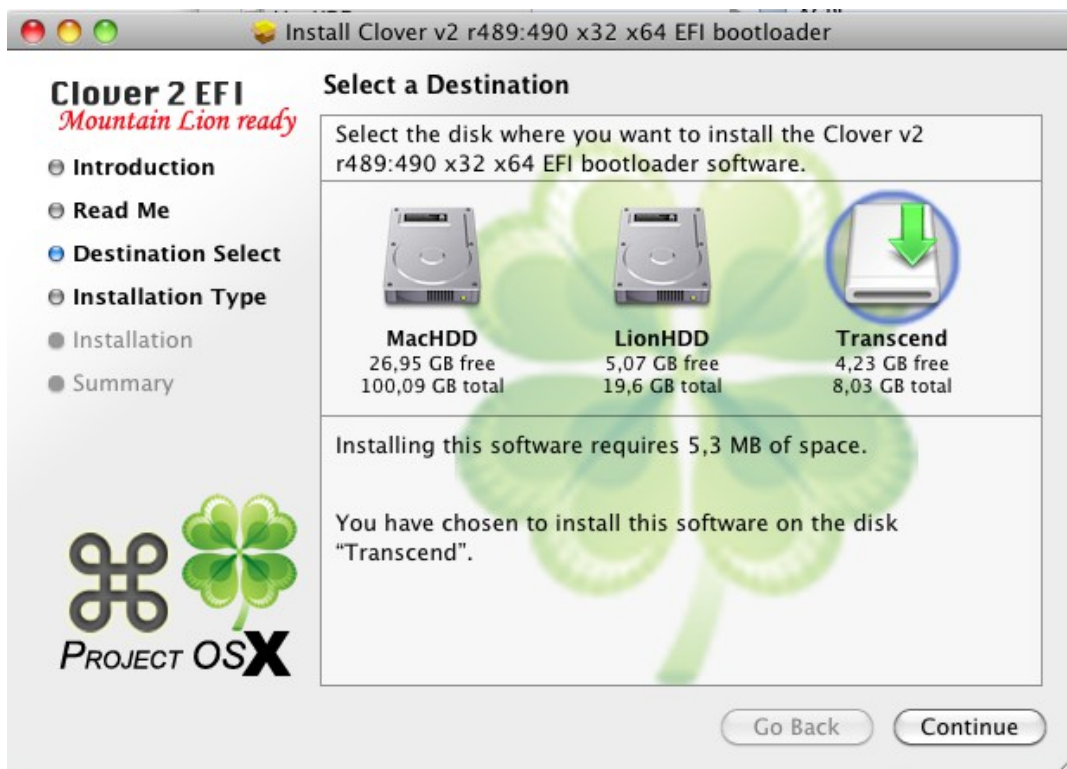 Install Clover v2 r489:490 x32 x64 EFI bootloader
Clover 2 EFI
Mountain Lion ready
Introduction
Read Me
Destination Select
Installation Type
Installation
Summary
PROJECT OSX
Select a Destination
Select the disk where you want to install the Clover v2
r489:490 x32 x64 EFI bootloader software.
MacHDD
26,95 GB free
100,09 GB total
LionHDD
5,07 GB free
19,6 GB total
Transcend
4,23 GB free
8,03 GB total
Installing this software requires 5,3 MB of space.
You have chosen to install this software on the disk
“Transcend”.
Go Back
Continue